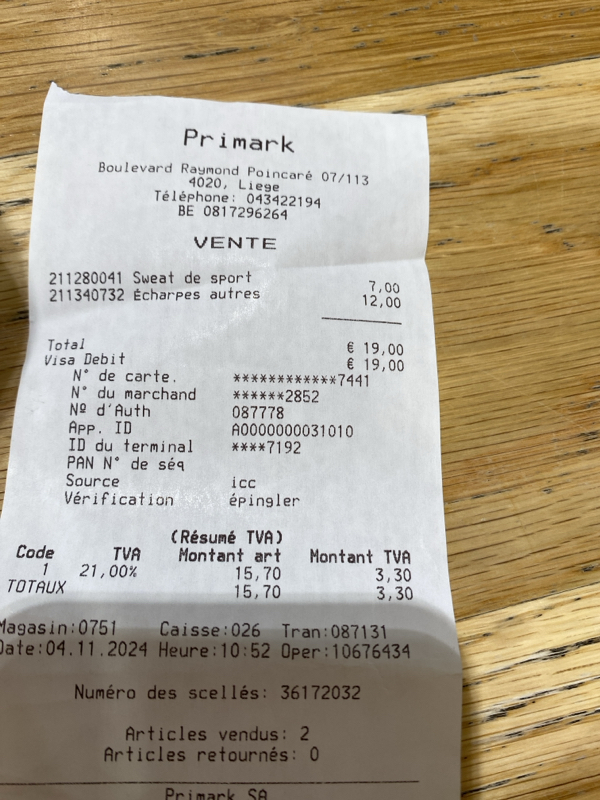 Primark
Boulevard Raymond Poincaré 07/113
4020, Liege
Téléphone: 043422194
BE 0817296264
VENTE
211280041 Sweat de sport 7,00
211340732 Écharpes autres 12,00
Total € 19,00
Visa Debit € 19,00
N° de carte. ************7441
N° du marchand ******2852
Nº d'Auth 087778
App. ID A0000000031010
ID du terminal ****7192
PAN N° de séq
Source icc
Vérification épingler
(Résumé TVA)
Code TVA Montant art Montant TVA
1 21,00% 15,70 3,30
TOTAUX 15,70 3,30
Magasin:0751 Caisse:026 Tran:087131
Date:04.11.2024 Heure:10:52 Oper:10676434
Numéro des scellés: 36172032
Articles vendus: 2
Articles retournés: 0
Primark SA